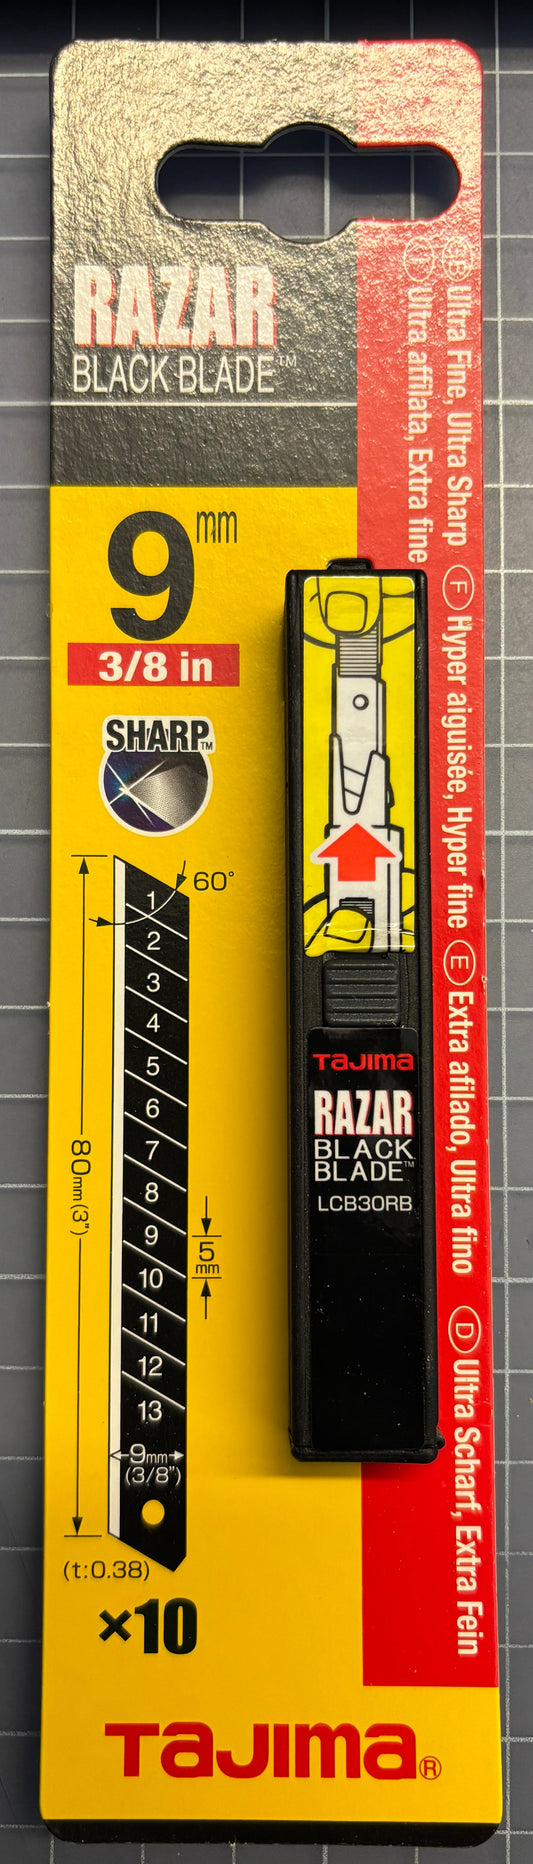 RAZAR
BLACK BLADE™
9mm
3/8 in
SHARP™
60°
1
2
3
4
5
6
7
8
9
10
11
12
13
80mm(3")
5
mm
9mm
(3/8")
(t:0.38)
×10
TAJIMA
RAZAR
BLACK
BLADE™
LCB30RB
GB Ultra Fine, Ultra Sharp F Hyper aiguisée, Hyper fine E Extra afilado, Ultra fino D Ultra Scharf, Extra Fein
I Ultra affilata, Extra fine
TAJIMA®